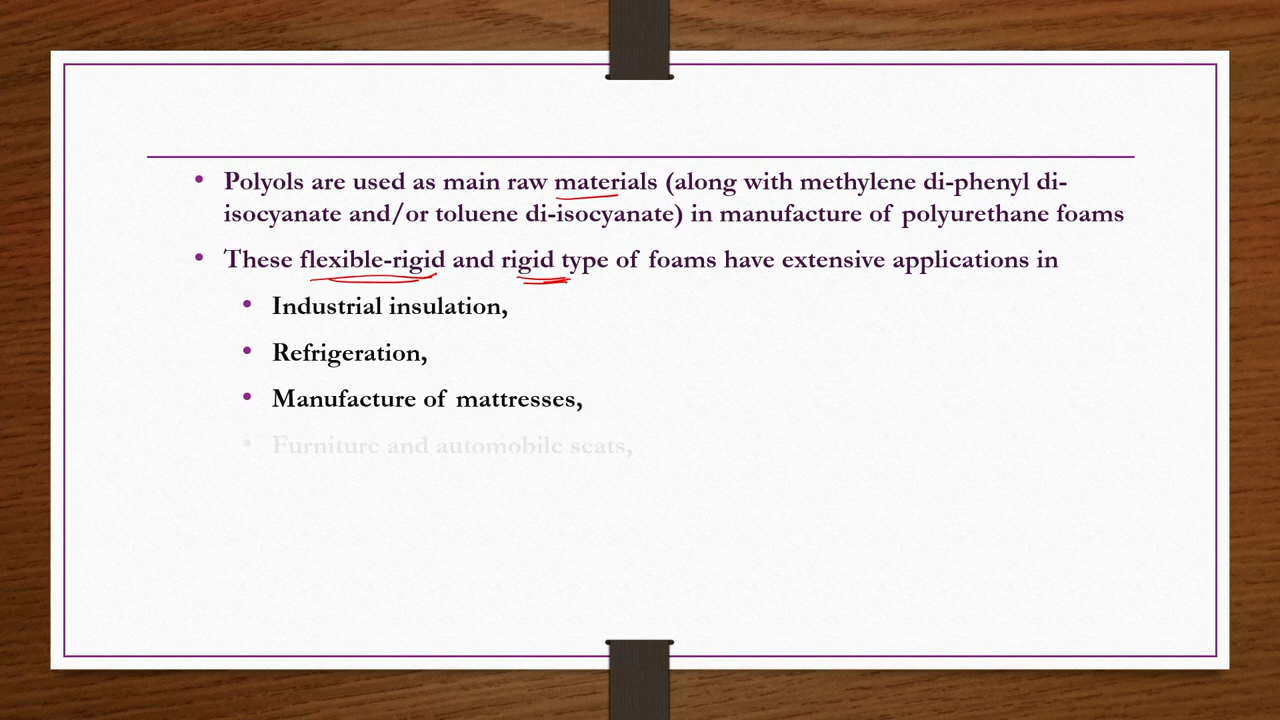 • Polyols are used as main raw materials (along with methylene di-phenyl di-
isocyanate and/or toluene di-isocyanate) in manufacture of polyurethane foams
• These flexible-rigid and rigid type of foams have extensive applications in
• Industrial insulation,
• Refrigeration,
• Manufacture of mattresses,
• Furniture and automobile seats,